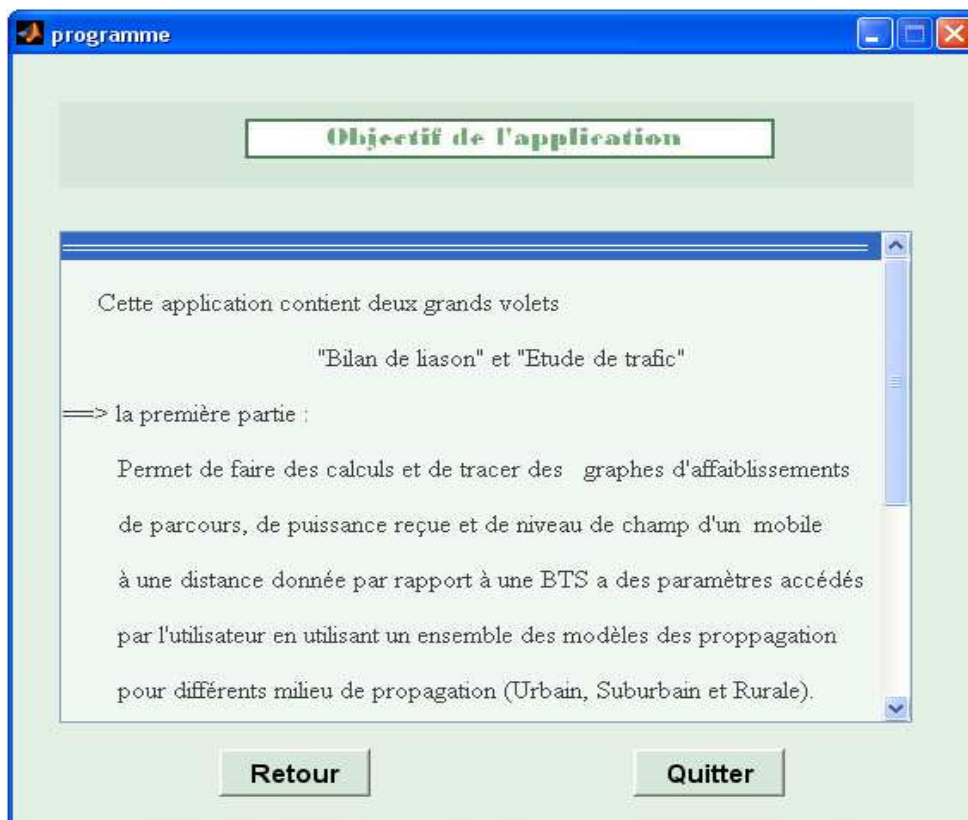 programme
Objectif de l'application
Cette application contient deux grands volets
"Bilan de liason" et "Etude de trafic"
==> la première partie :
Permet de faire des calculs et de tracer des graphes d'affaiblissements
de parcours, de puissance reçue et de niveau de champ d'un mobile
à une distance donnée par rapport à une BTS a des paramètres accédés
par l'utilisateur en utilisant un ensemble des modèles des proppagation
pour différents milieu de propagation (Urbain, Suburbain et Rurale).
Retour
Quitter